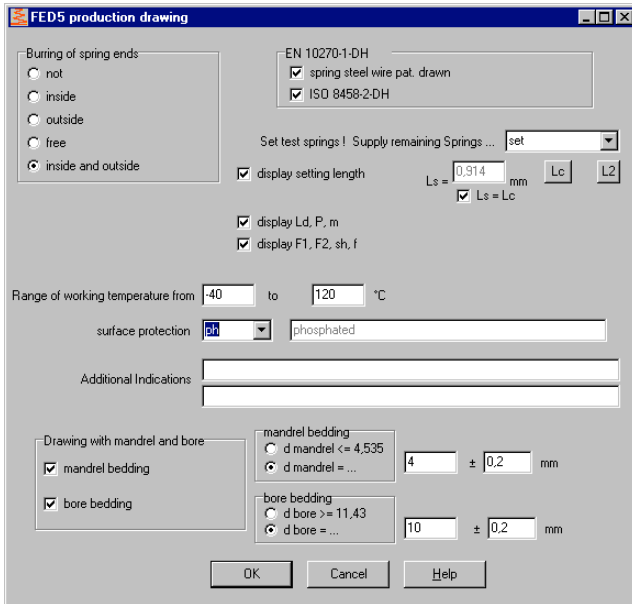 FED5 production drawing
Burring of spring ends
not
inside
outside
free
inside and outside
EN 10270-1-DH
spring steel wire pat. drawn
ISO 8458-2-DH
Set test springs ! Supply remaining Springs ... set
display setting length Ls = 0,914 mm Lc L2
Ls = Lc
display Ld, P, m
display F1, F2, sh, f
Range of working temperature from -40 to 120 °C
surface protection ph phosphated
Additional Indications
Drawing with mandrel and bore
mandrel bedding
bore bedding
mandrel bedding
d mandrel <= 4,535
d mandrel = ... 4 ± 0,2 mm
bore bedding
d bore >= 11,43
d bore = ... 10 ± 0,2 mm
OK Cancel Help